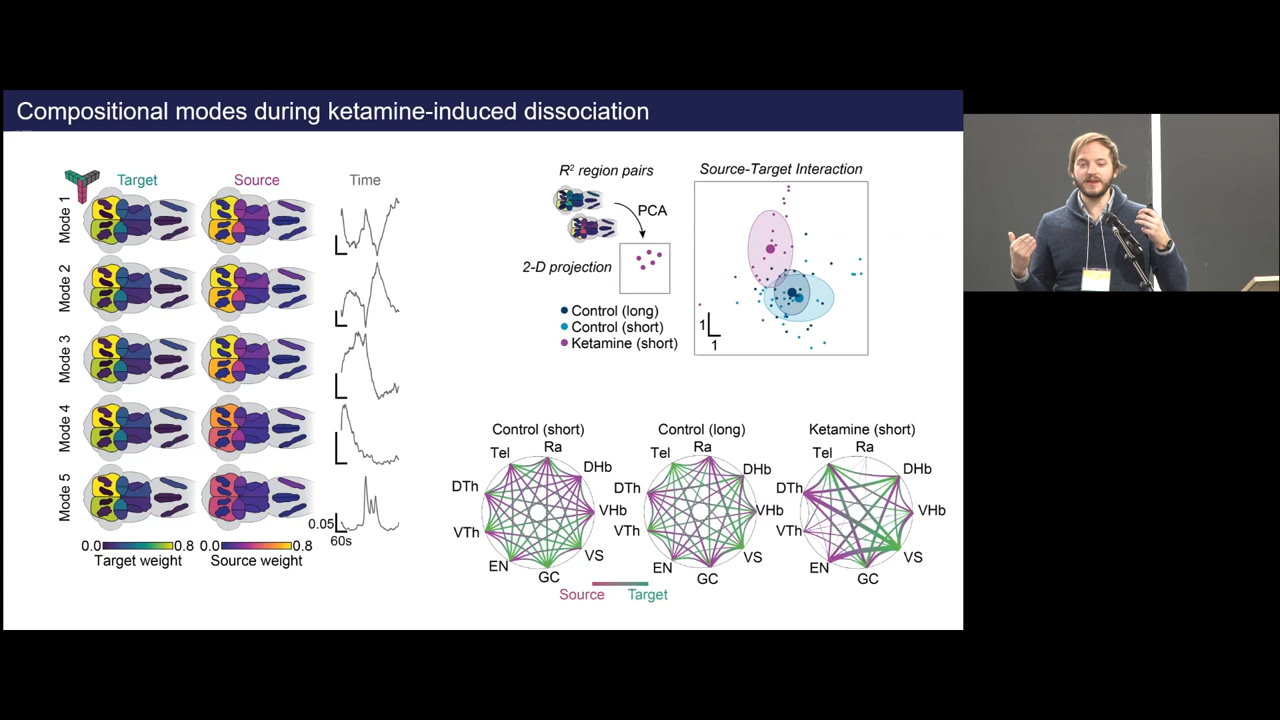 Compositional modes during ketamine-induced dissociation
Target
Source
Time
Mode 1
Mode 2
Mode 3
Mode 4
Mode 5
0.05
60s
0.0
0.8
Target weight
0.0
0.8
Source weight
R² region pairs
PCA
2-D projection
Control (long)
Control (short)
Ketamine (short)
Source-Target Interaction
1
1
Control (short)
Tel
Ra
DHb
DTh
VHb
VTh
VS
EN
GC
Control (long)
Tel
Ra
DHb
DTh
VHb
VTh
VS
EN
GC
Ketamine (short)
Tel
Ra
DHb
DTh
VHb
VTh
VS
EN
GC
Source
Target